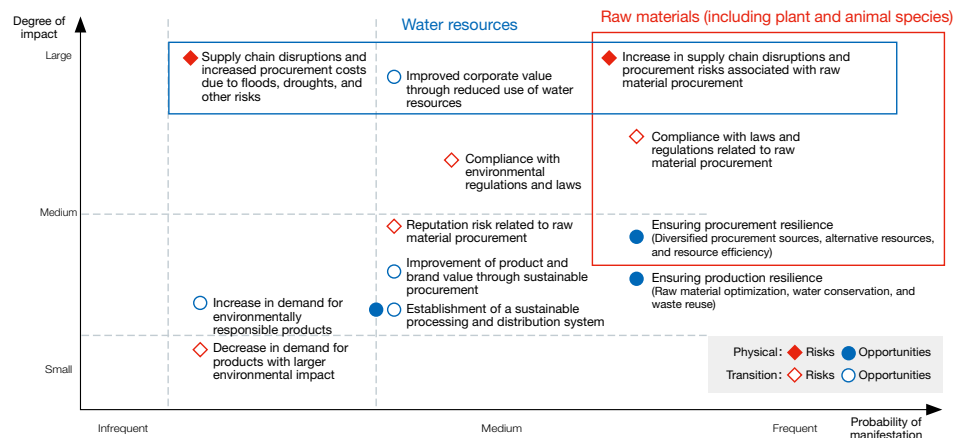 Degree of
impact
Water resources
Raw materials (including plant and animal species)
Large
Supply chain disruptions and
increased procurement costs
due to floods, droughts, and
other risks
Improved corporate value
through reduced use of water
resources
Increase in supply chain disruptions and
procurement risks associated with raw
material procurement
Compliance with
environmental
regulations and laws
Compliance with laws and
regulations related to raw
material procurement
Medium
Reputation risk related to raw
material procurement
Ensuring procurement resilience
(Diversified procurement sources, alternative resources,
and resource efficiency)
Improvement of product and
brand value through sustainable
procurement
Ensuring production resilience
(Raw material optimization, water conservation, and
waste reuse)
Increase in demand for
environmentally
responsible products
Establishment of a sustainable
processing and distribution system
Decrease in demand for
products with larger
environmental impact
Small
Physical: Risks Opportunities
Transition: Risks Opportunities
Infrequent
Medium
Frequent
Probability of
manifestation